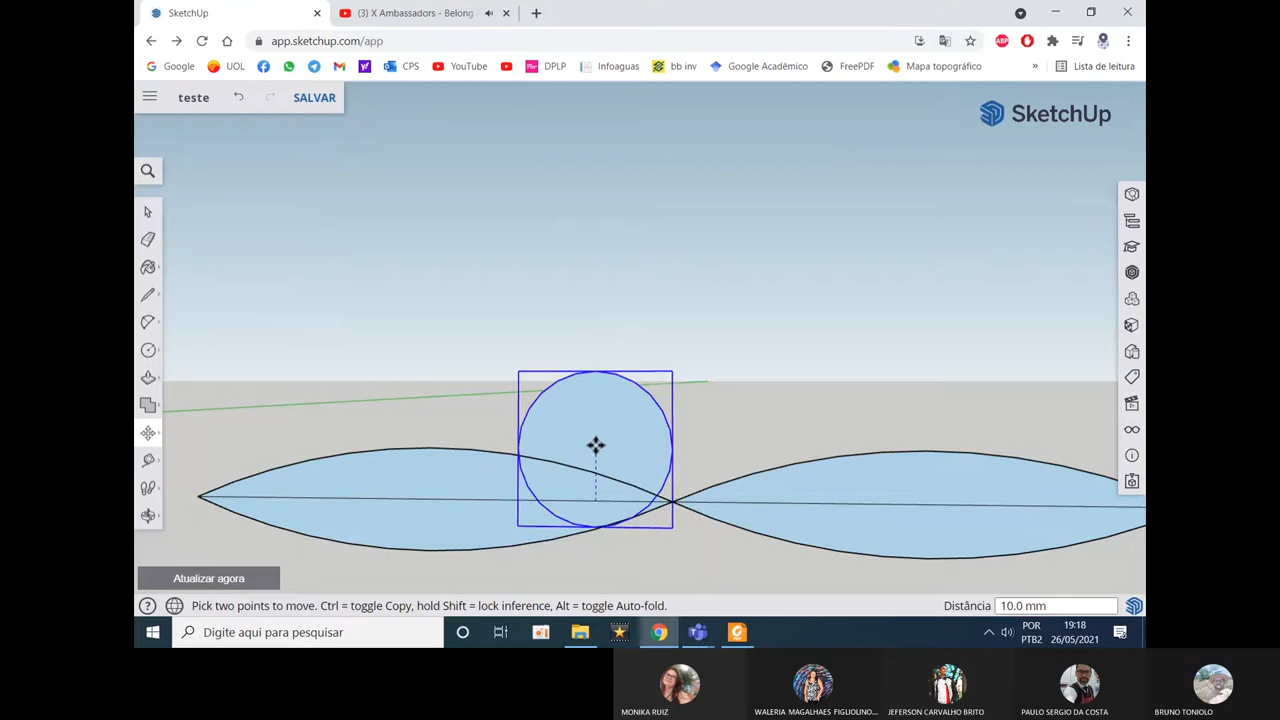 SketchUp
(3) X Ambassadors - Belong
app.sketchup.com/app
Google
UOL
CPS
YouTube
DPLP
Infoaguas
bb inv
Google Acadêmico
FreePDF
Mapa topográfico
»
Lista de leitura
teste
SALVAR
SketchUp
Atualizar agora
Pick two points to move. Ctrl = toggle Copy, hold Shift = lock inference, Alt = toggle Auto-fold.
Distância
10.0 mm
Digite aqui para pesquisar
POR
PTB2
19:18
26/05/2021
MONIKA RUIZ
WALERIA MAGALHAES FIGLIOLINO...
JEFERSON CARVALHO BRITO
PAULO SERGIO DA COSTA
BRUNO TONIOLO